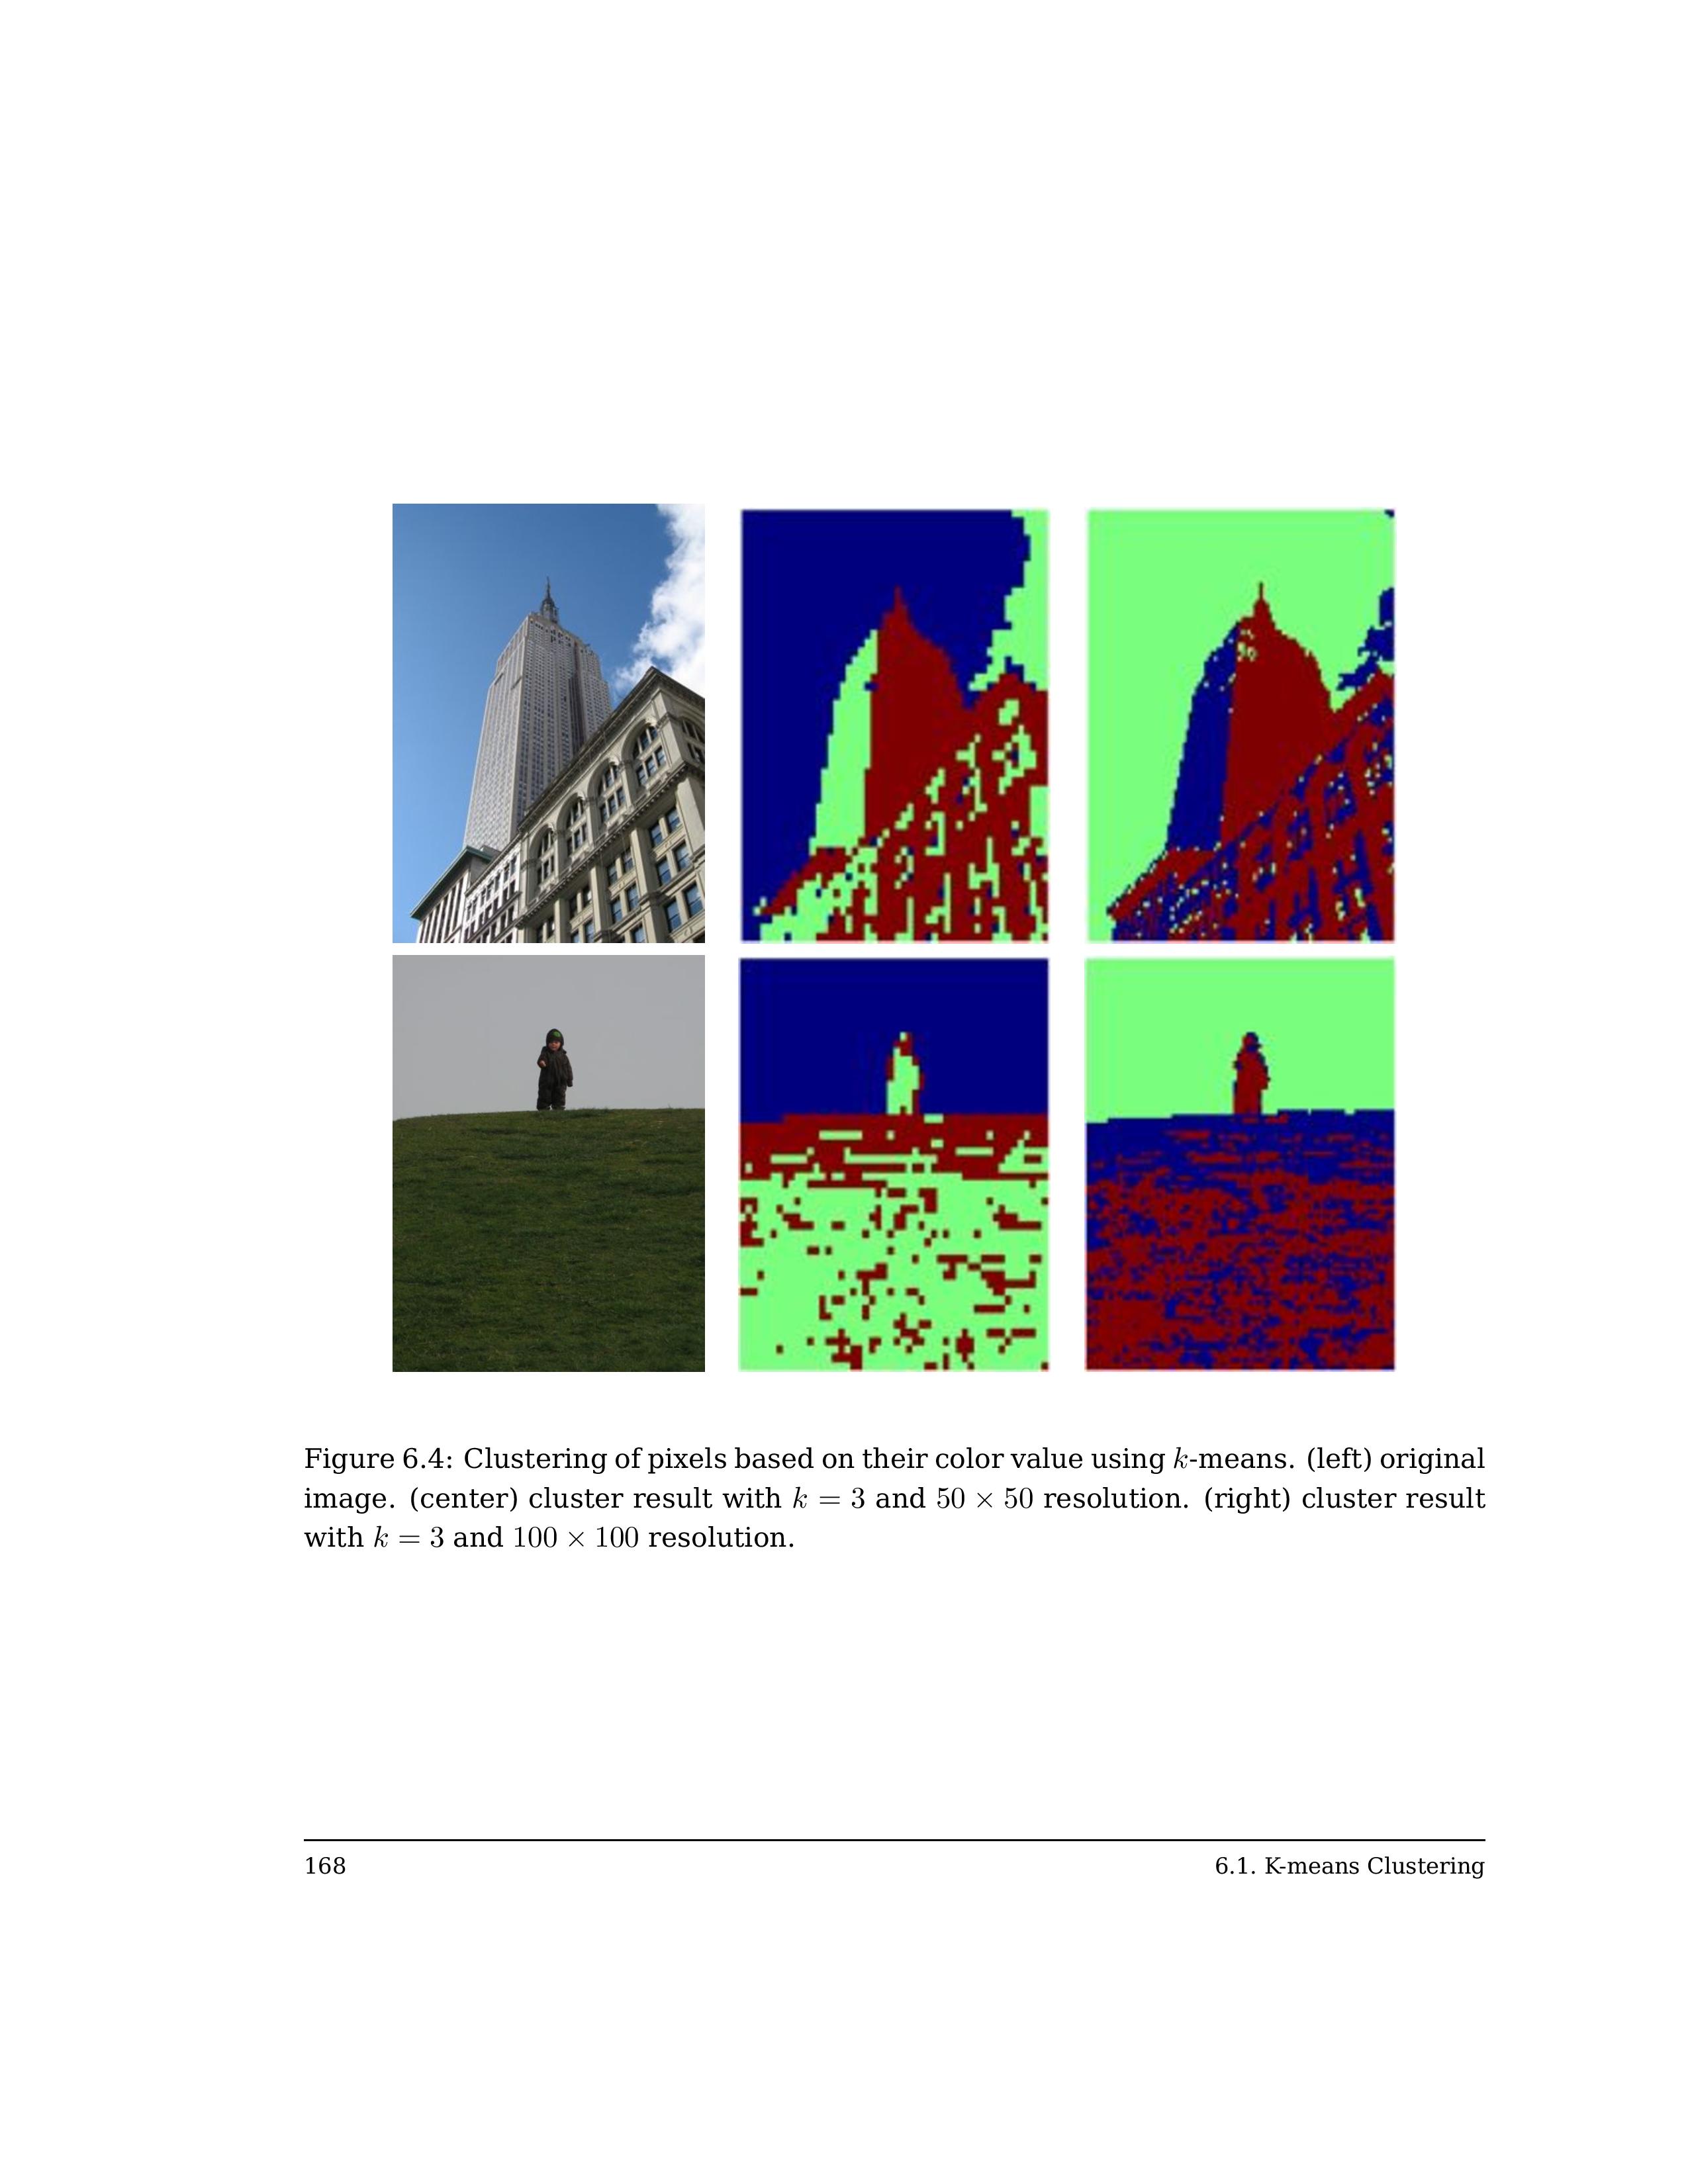 Figure 6.4: Clustering of pixels based on their color value using k-means. (left) original
image. (center) cluster result with k = 3 and 50 × 50 resolution. (right) cluster result
with k = 3 and 100 × 100 resolution.
168 6.1. K-means Clustering